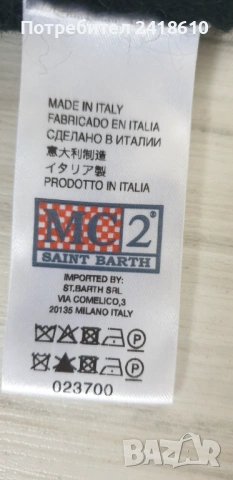 Потребител 2418610
MADE IN ITALY
FABRICADO EN ITALIA
СДЕЛАНО В ИТАЛИИ
意大利制造
イタリア製
PRODOTTO IN ITALIA
MC2®
SAINT BARTH
IMPORTED BY:
ST.BARTH SRL
VIA COMELICO,3
20135 MILANO ITALY
P
P
023700
bazar
БГ